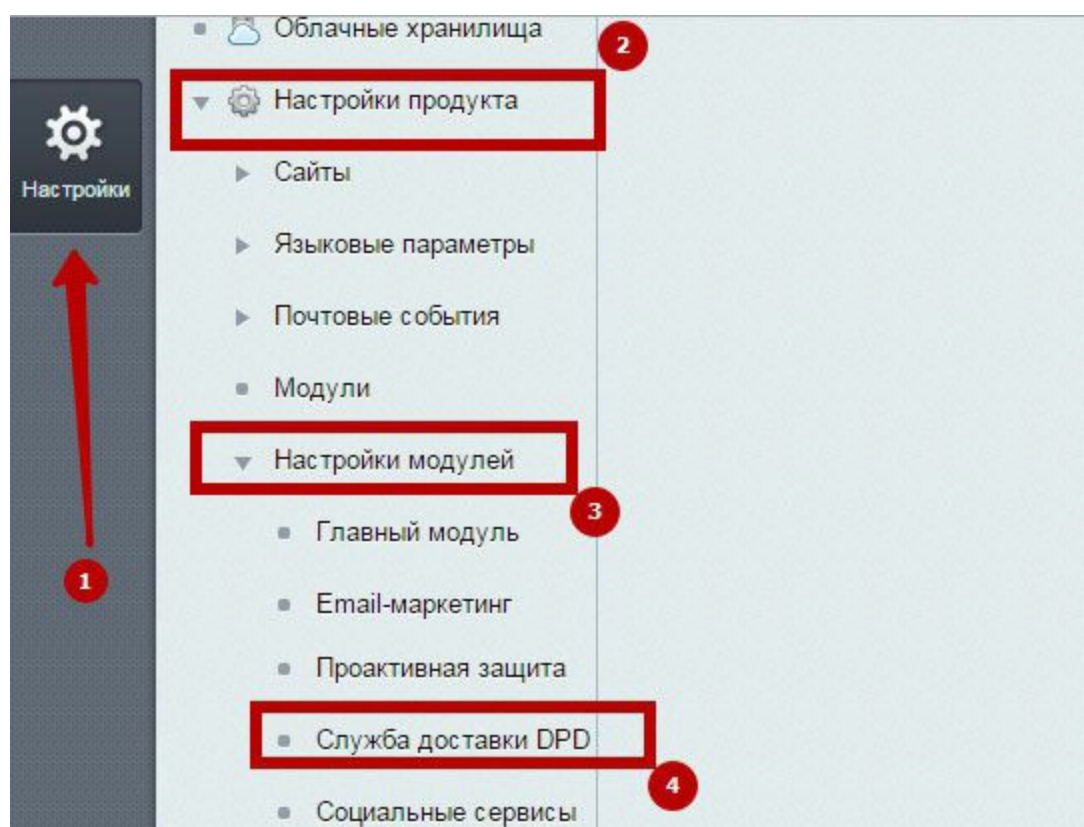 Облачные хранилища
2
Настройки продукта
Настройки
Сайты
Языковые параметры
Почтовые события
Модули
Настройки модулей
3
Главный модуль
1
Email-маркетинг
Проактивная защита
Служба доставки DPD
4
Социальные сервисы